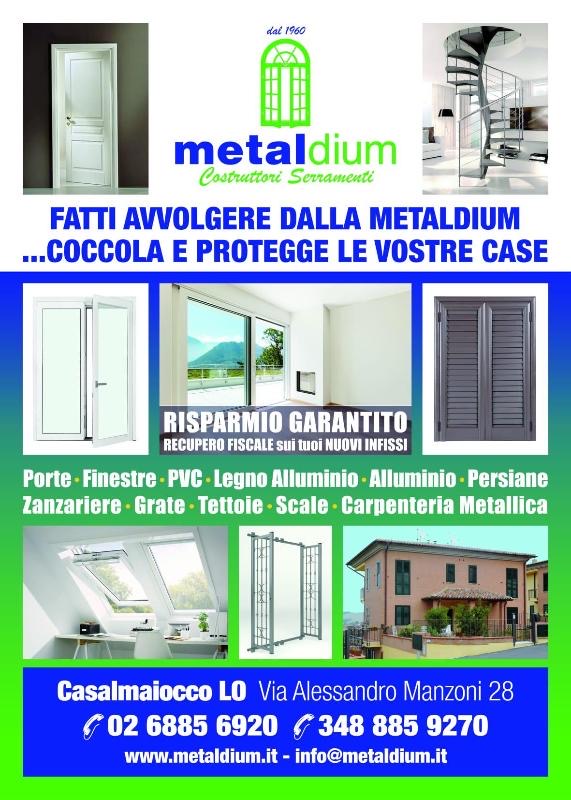 dal 1960
metaldium
Costruttori Serramenti
FATTI AVVOLGERE DALLA METALDIUM
...COCCOLA E PROTEGGE LE VOSTRE CASE
RISPARMIO GARANTITO
RECUPERO FISCALE sui tuoi NUOVI INFISSI
Porte • Finestre • PVC • Legno Alluminio • Alluminio • Persiane
Zanzariere • Grate • Tettoie • Scale • Carpenteria Metallica
Casalmaiocco LO Via Alessandro Manzoni 28
02 6885 6920 348 885 9270
www.metaldium.it - info@metaldium.it